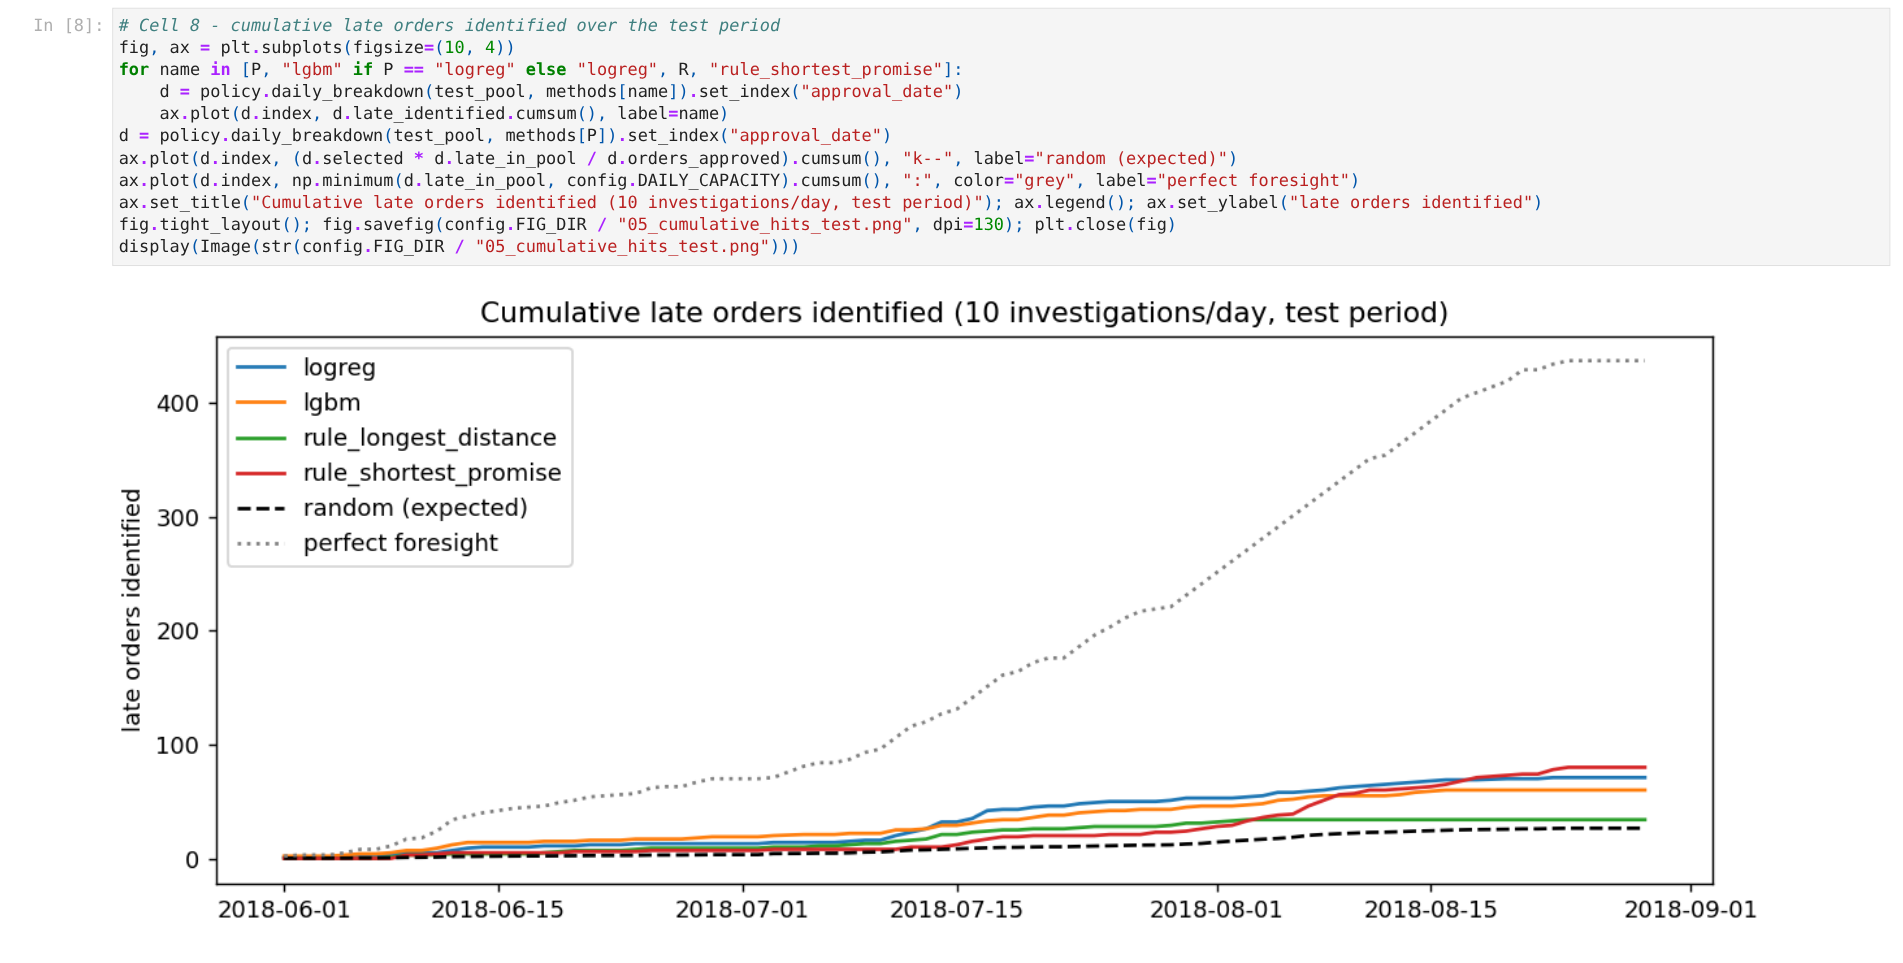 In [8]:
# Cell 8 - cumulative late orders identified over the test period
fig, ax = plt.subplots(figsize=(10, 4))
for name in [P, "lgbm" if P == "logreg" else "logreg", R, "rule_shortest_promise"]:
    d = policy.daily_breakdown(test_pool, methods[name]).set_index("approval_date")
    ax.plot(d.index, d.late_identified.cumsum(), label=name)
d = policy.daily_breakdown(test_pool, methods[P]).set_index("approval_date")
ax.plot(d.index, (d.selected * d.late_in_pool / d.orders_approved).cumsum(), "k--", label="random (expected)")
ax.plot(d.index, np.minimum(d.late_in_pool, config.DAILY_CAPACITY).cumsum(), ":", color="grey", label="perfect foresight")
ax.set_title("Cumulative late orders identified (10 investigations/day, test period)"); ax.legend(); ax.set_ylabel("late orders identified")
fig.tight_layout(); fig.savefig(config.FIG_DIR / "05_cumulative_hits_test.png", dpi=130); plt.close(fig)
display(Image(str(config.FIG_DIR / "05_cumulative_hits_test.png")))
Cumulative late orders identified (10 investigations/day, test period)
logreg
lgbm
rule_longest_distance
rule_shortest_promise
random (expected)
perfect foresight
late orders identified
400
300
200
100
0
2018-06-01 2018-06-15 2018-07-01 2018-07-15 2018-08-01 2018-08-15 2018-09-01